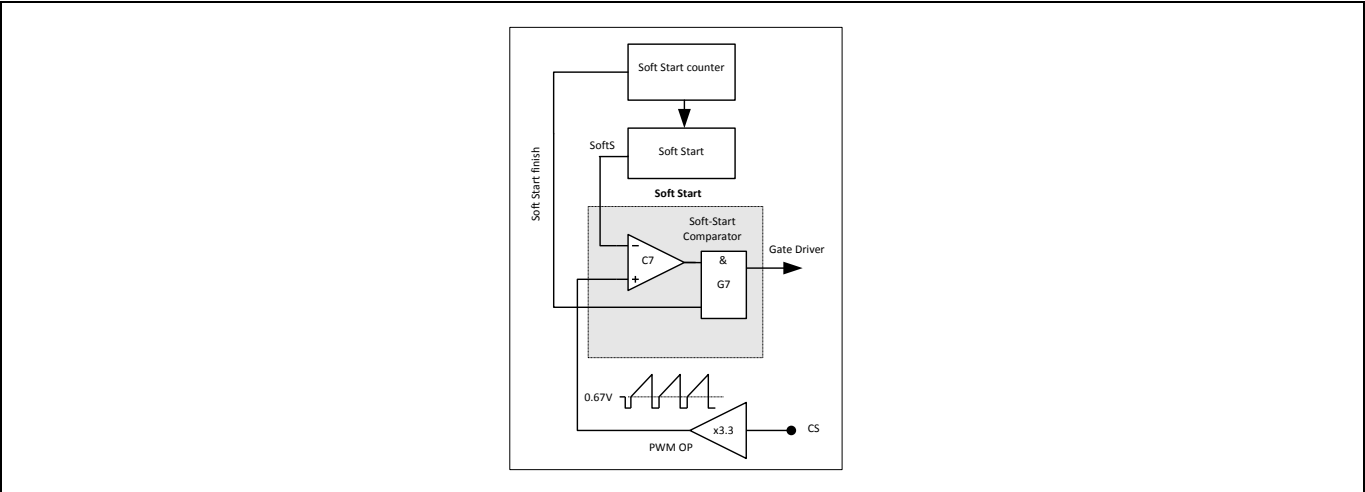 Soft Start counter
SoftS
Soft Start
Soft Start finish
Soft Start
Soft-Start
Comparator
Gate Driver
−
C7
&
G7
+
0.67V
x3.3
CS
PWM OP